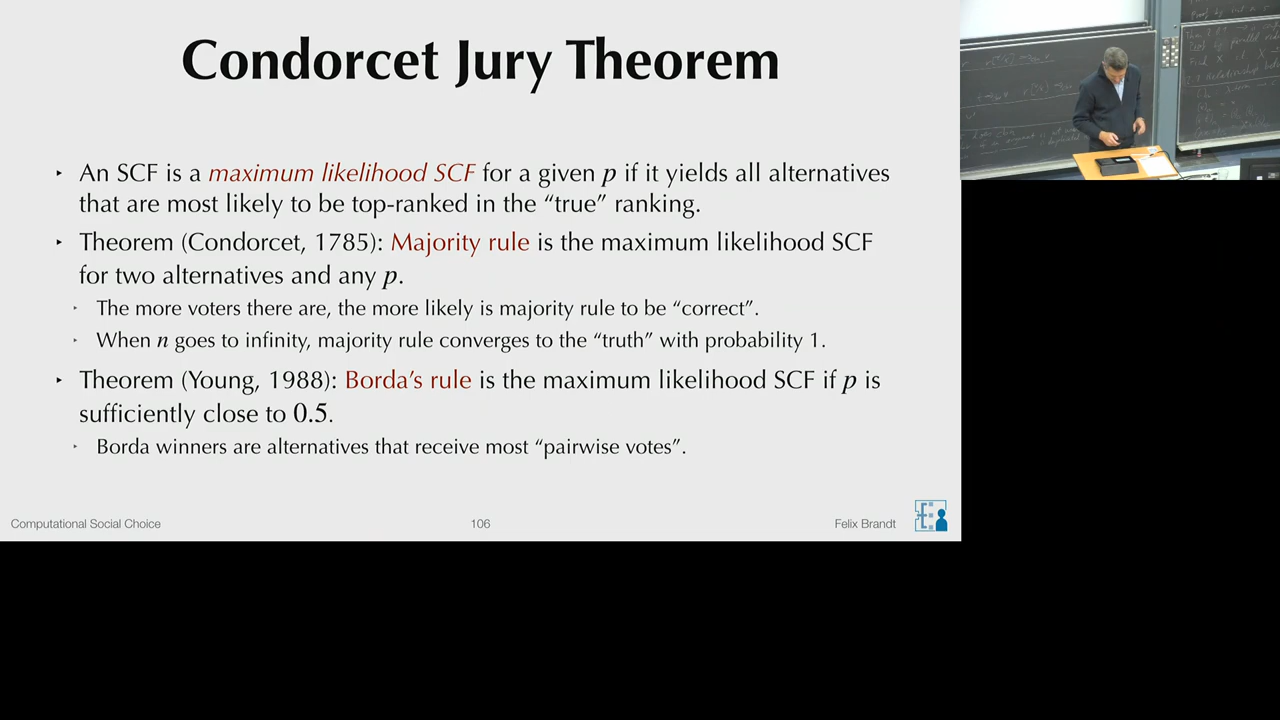 Condorcet Jury Theorem
‣ An SCF is a maximum likelihood SCF for a given p if it yields all alternatives
that are most likely to be top-ranked in the “true” ranking.
‣ Theorem (Condorcet, 1785): Majority rule is the maximum likelihood SCF
for two alternatives and any p.
‣ The more voters there are, the more likely is majority rule to be “correct”.
‣ When n goes to infinity, majority rule converges to the “truth” with probability 1.
‣ Theorem (Young, 1988): Borda’s rule is the maximum likelihood SCF if p is
sufficiently close to 0.5.
‣ Borda winners are alternatives that receive most “pairwise votes”.
Computational Social Choice
106
Felix Brandt